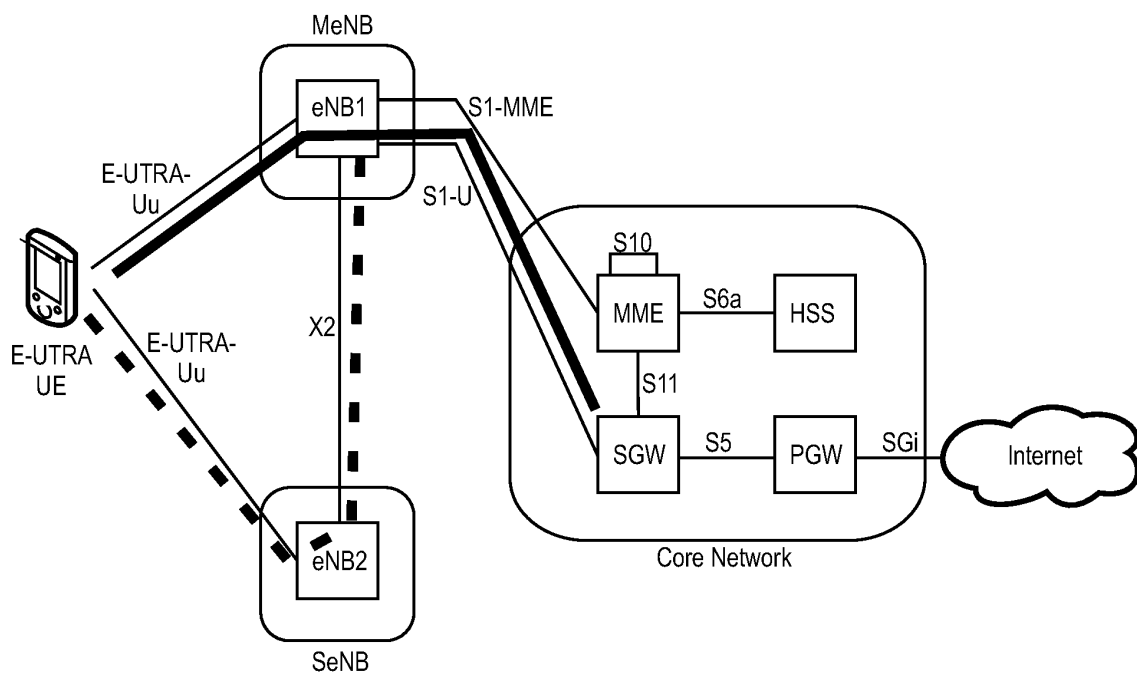 MeNB
eNB1
S1-MME
E-UTRA-
Uu
S1-U
S10
MME
S6a
HSS
X2
E-UTRA
UE
E-UTRA-
Uu
S11
SGW
S5
PGW
SGi
Internet
eNB2
Core Network
SeNB